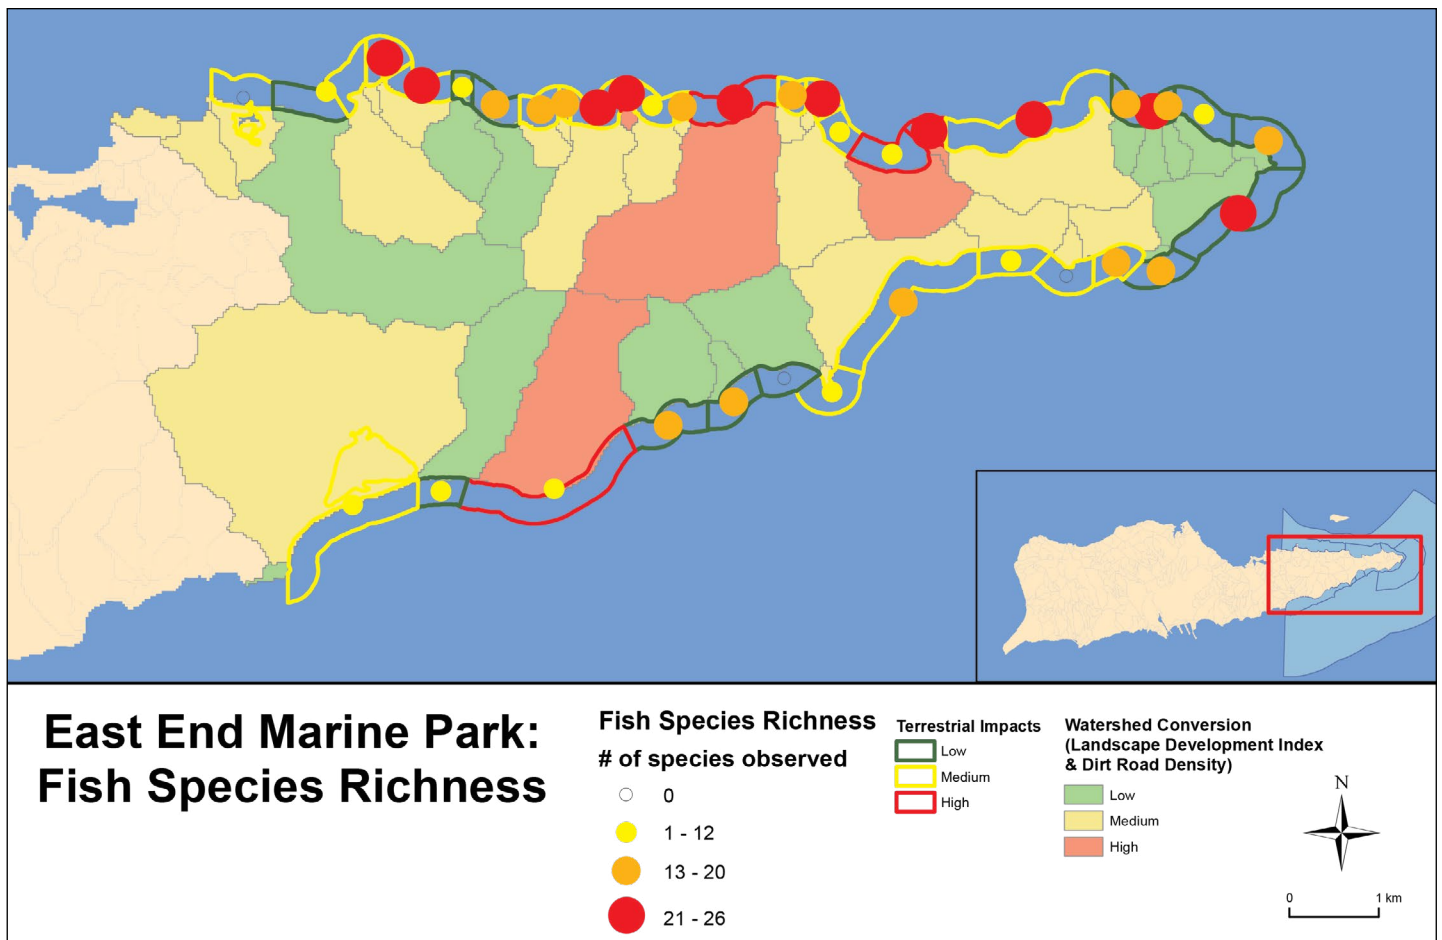 East End Marine Park:
Fish Species Richness
Fish Species Richness
# of species observed
0
1 - 12
13 - 20
21 - 26
Terrestrial Impacts
Low
Medium
High
Watershed Conversion
(Landscape Development Index
& Dirt Road Density)
Low
Medium
High
N
0 1 km